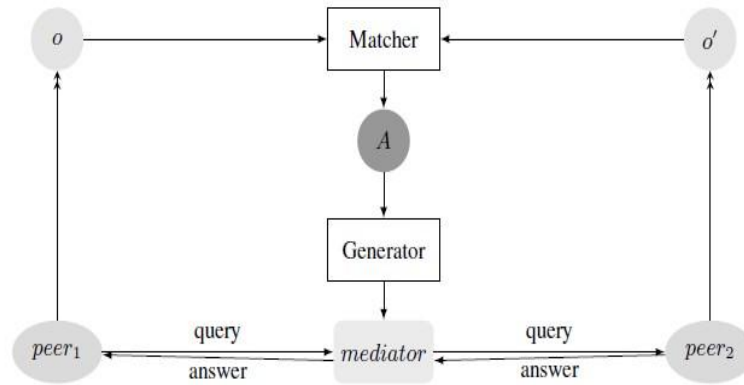 o
Matcher
o′
A
Generator
query
query
peer₁
mediator
peer₂
answer
answer